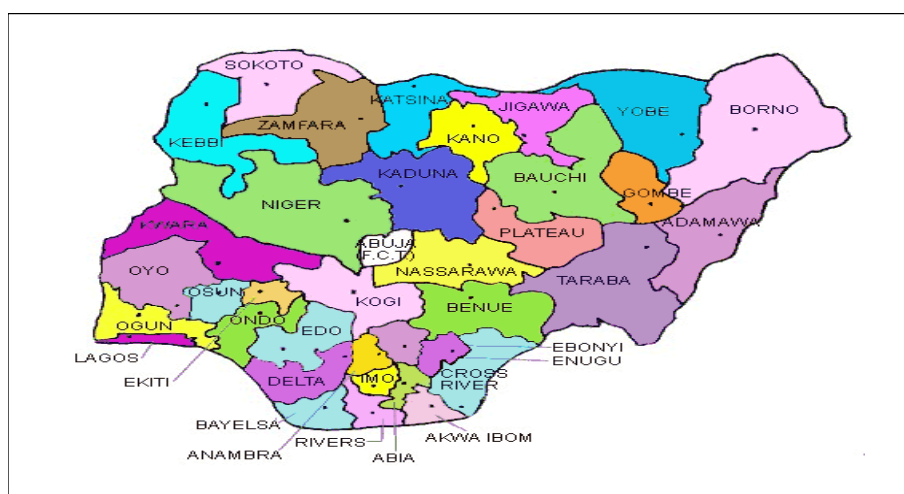 SOKOTO
KATSINA
JIGAWA
YOBE
BORNO
ZAMFARA
KANO
KEBBI
KADUNA
BAUCHI
GOMBE
NIGER
ADAMAWA
KWARA
PLATEAU
ABUJA
(F.C.T.)
NASSARAWA
TARABA
OYO
OSUN
KOGI
BENUE
OGUN
ONDO
EDO
LAGOS
EBONYI
ENUGU
EKITI
DELTA
IMO
CROSS
RIVER
BAYELSA
RIVERS
AKWA IBOM
ANAMBRA
ABIA